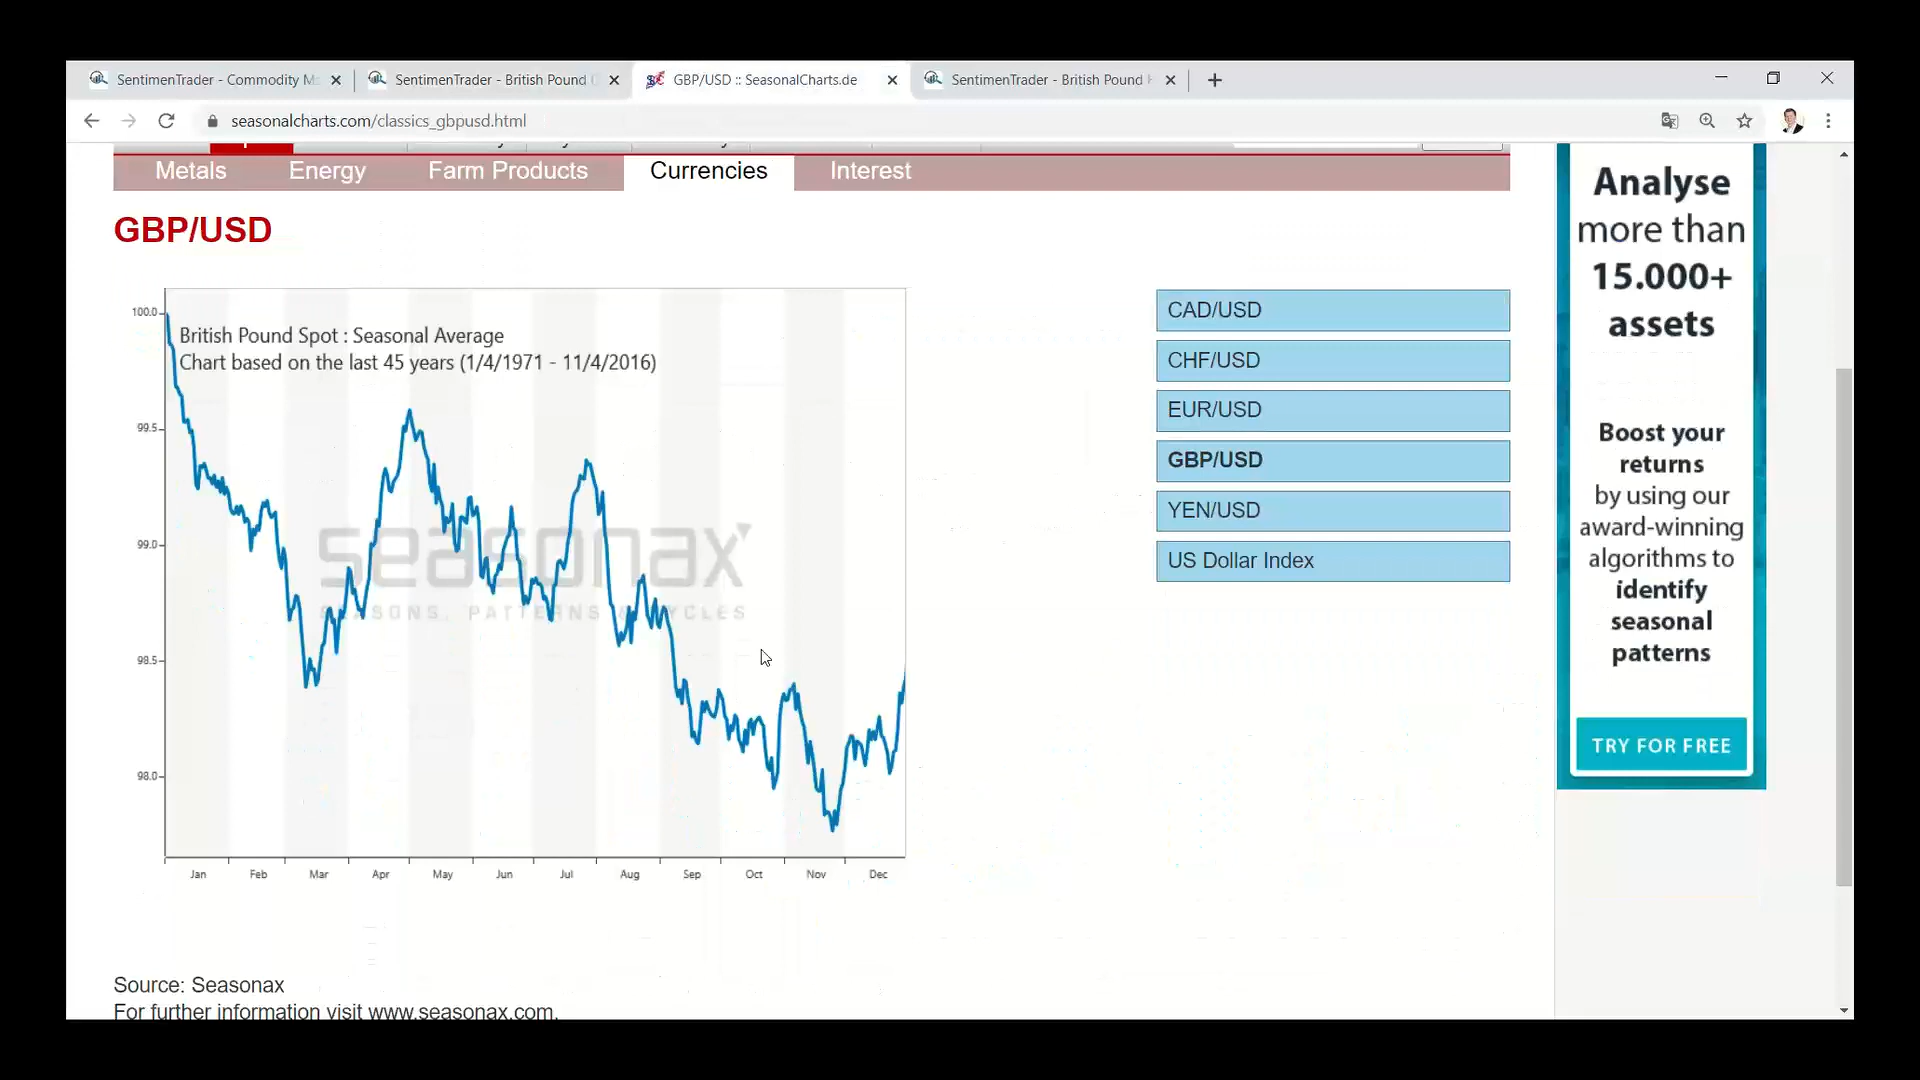 SentimenTrader - Commodity M
SentimenTrader - British Pound
GBP/USD :: SeasonalCharts.de
SentimenTrader - British Pound
seasonalcharts.com/classics_gbpusd.html
Metals
Energy
Farm Products
Currencies
Interest
GBP/USD
British Pound Spot : Seasonal Average
Chart based on the last 45 years (1/4/1971 - 11/4/2016)
100.0
99.5
99.0
98.5
98.0
seasonax
SEASONS, PATTERNS & CYCLES
Jan
Feb
Mar
Apr
May
Jun
Jul
Aug
Sep
Oct
Nov
Dec
CAD/USD
CHF/USD
EUR/USD
GBP/USD
YEN/USD
US Dollar Index
Source: Seasonax
For further information visit www.seasonax.com.
Analyse
more than
15.000+
assets
Boost your
returns
by using our
award-winning
algorithms to
identify
seasonal
patterns
TRY FOR FREE